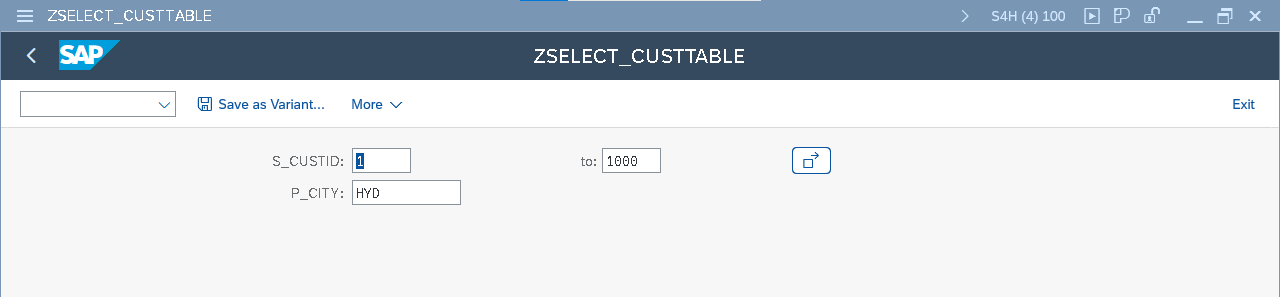 ZSELECT_CUSTTABLE
S4H (4) 100
SAP
ZSELECT_CUSTTABLE
Save as Variant...
More
Exit
S_CUSTID: 1 to: 1000
P_CITY: HYD